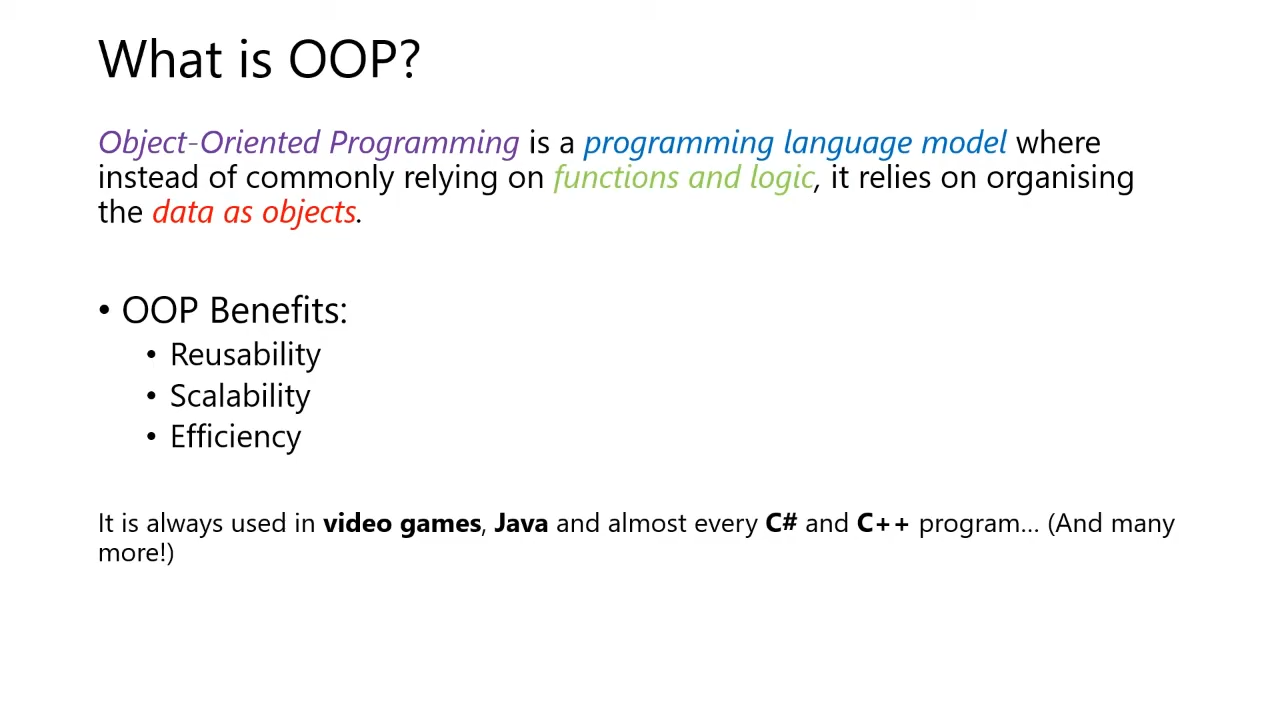 What is OOP?
Object-Oriented Programming is a programming language model where
instead of commonly relying on functions and logic, it relies on organising
the data as objects.
• OOP Benefits:
• Reusability
• Scalability
• Efficiency
It is always used in video games, Java and almost every C# and C++ program... (And many
more!)